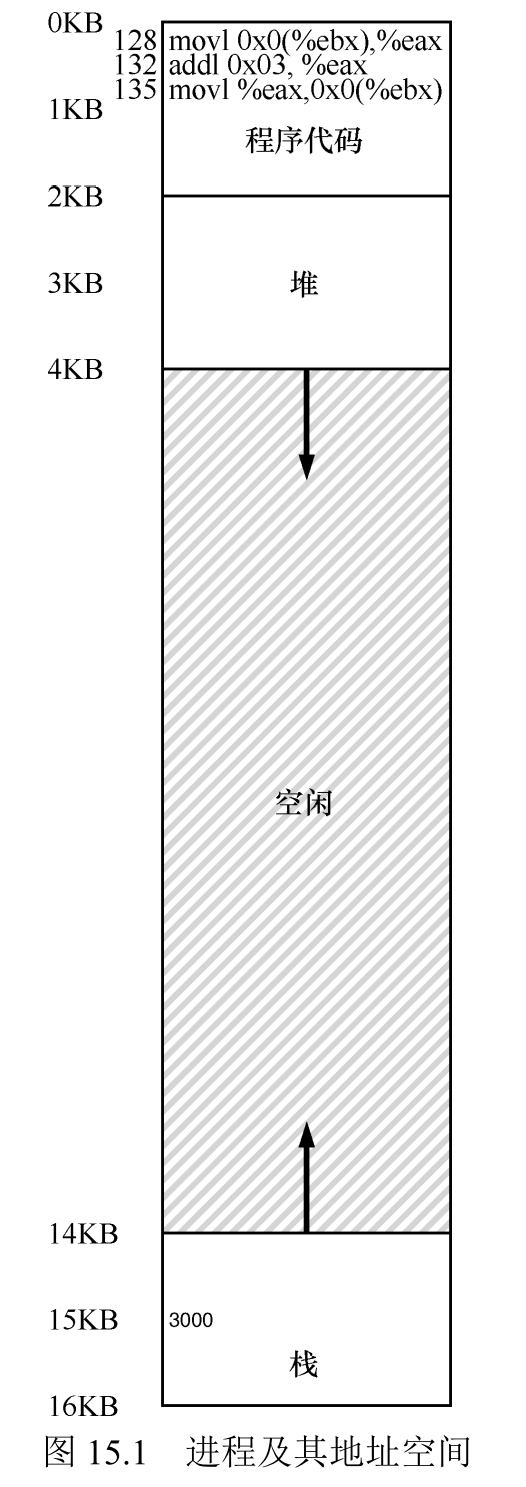 0KB
128 movl 0x0(%ebx),%eax
132 addl 0x03, %eax
135 movl %eax,0x0(%ebx)
1KB
程序代码
2KB
3KB 堆
4KB
空闲
14KB
15KB 3000
栈
16KB
图 15.1 进程及其地址空间